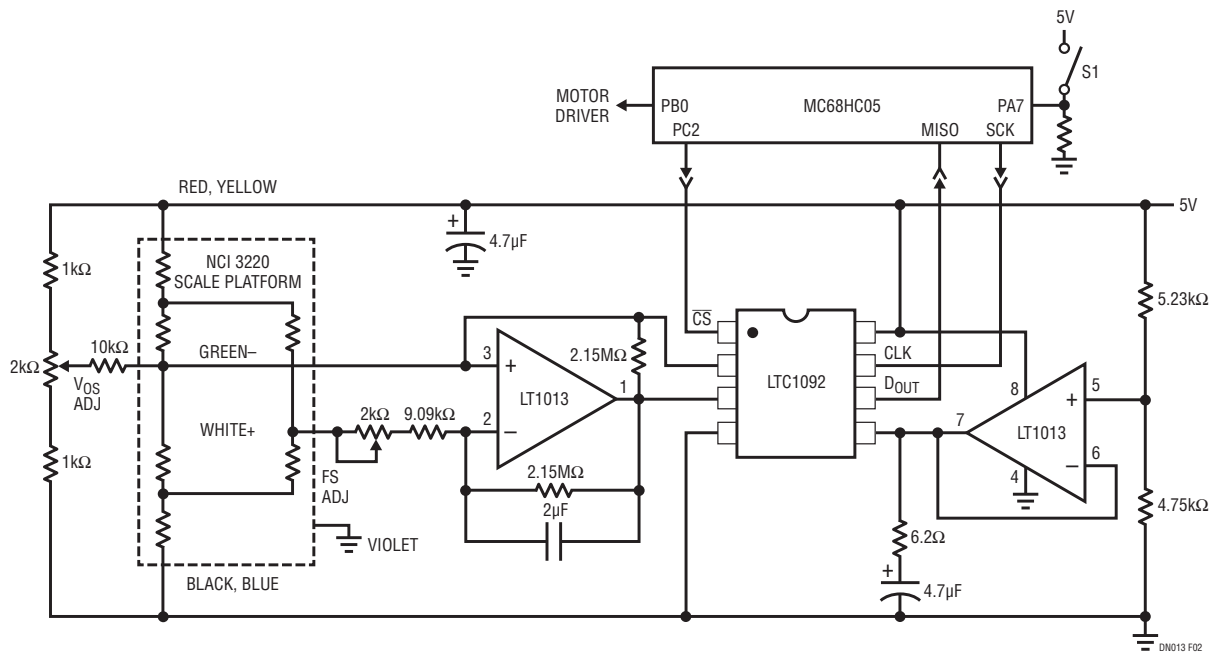 5V
S1
MOTOR
DRIVER
PB0
MC68HC05
PA7
PC2
MISO
SCK
RED, YELLOW
5V
+
4.7µF
1kΩ
NCI 3220
SCALE PLATFORM
5.23kΩ
CS
10kΩ
GREEN–
3
+
2.15MΩ
CLK
2kΩ
VOS
ADJ
LTC1092
DOUT
8
5
+
LT1013
1
7
LT1013
WHITE+
2kΩ
9.09kΩ
2
–
6
–
4
1kΩ
FS
ADJ
2.15MΩ
2µF
4.75kΩ
6.2Ω
VIOLET
+
4.7µF
BLACK, BLUE
DN013 F02